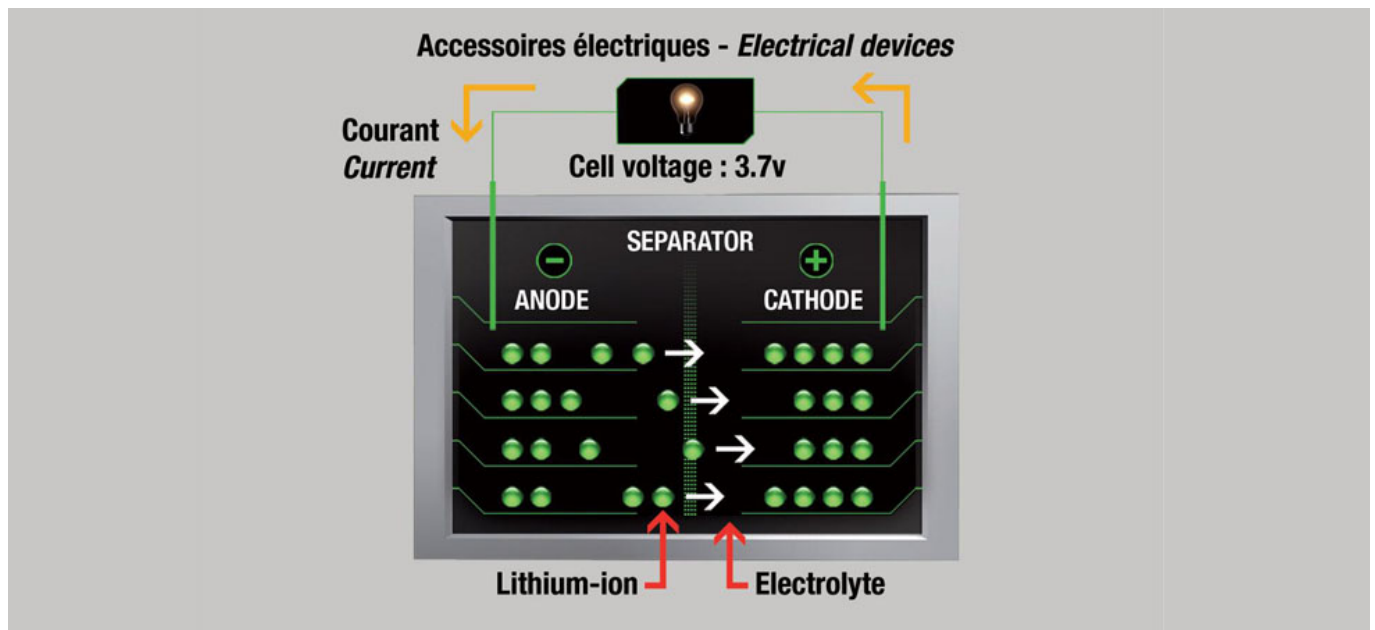 Accessoires électriques - Electrical devices
Courant
Current
Cell voltage : 3.7v
SEPARATOR
ANODE
CATHODE
Lithium-ion
Electrolyte